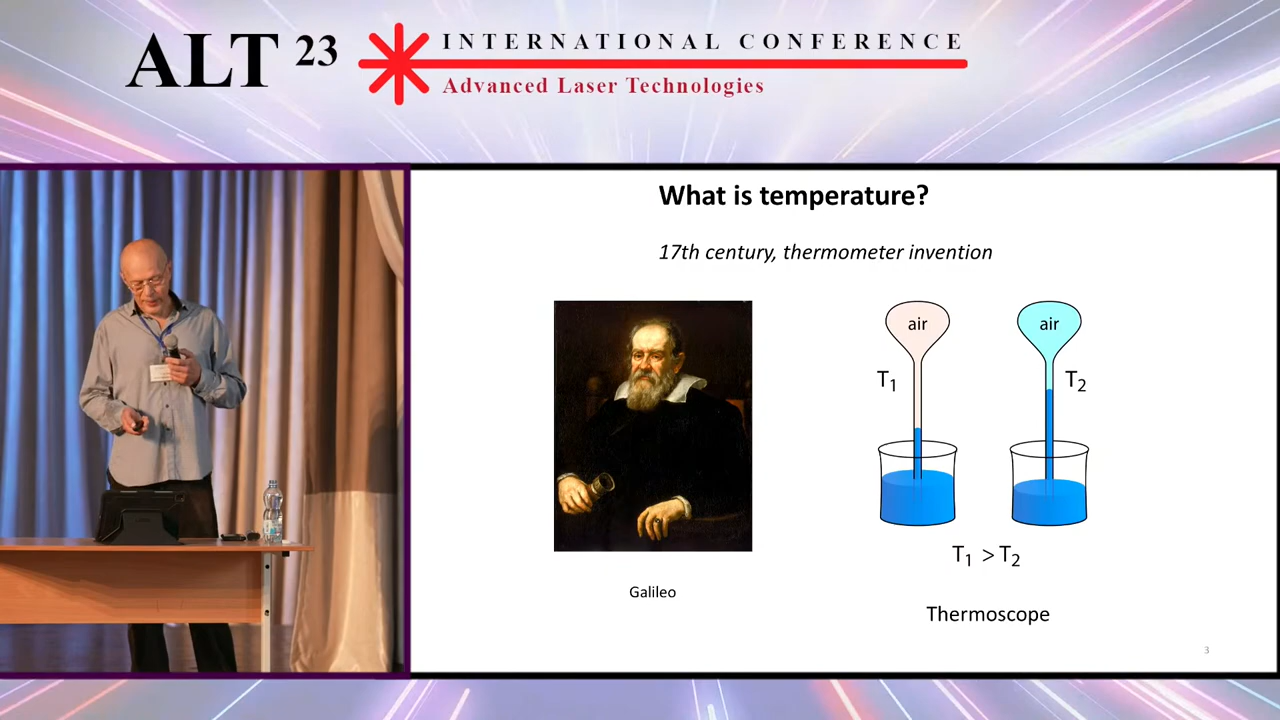 ALT 23
INTERNATIONAL CONFERENCE
Advanced Laser Technologies
What is temperature?
17th century, thermometer invention
air
air
T₁
T₂
T₁ > T₂
Galileo
Thermoscope
3